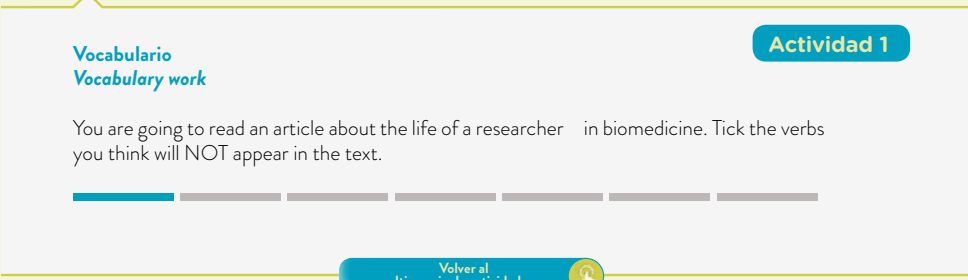 Actividad 1
Vocabulario
Vocabulary work
You are going to read an article about the life of a researcher in biomedicine. Tick the verbs
you think will NOT appear in the text.
Volver al